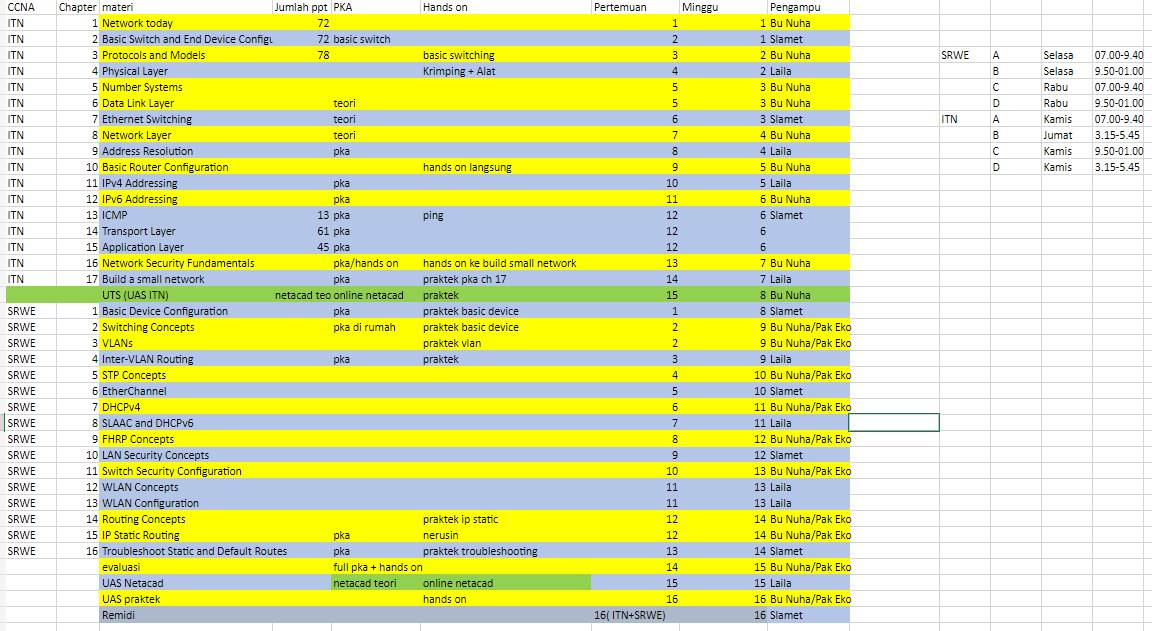 CCNA Chapter materi Jumlah ppt PKA Hands on Pertemuan Minggu Pengampu
ITN 1 Network today 72 1 1 Bu Nuha
ITN 2 Basic Switch and End Device Configu 72 basic switch 2 1 Slamet
ITN 3 Protocols and Models 78 basic switching 3 2 Bu Nuha SRWE A Selasa 07.00-9.40
ITN 4 Physical Layer Krimping + Alat 4 2 Laila B Selasa 9.50-01.00
ITN 5 Number Systems 5 3 Bu Nuha C Rabu 07.00-9.40
ITN 6 Data Link Layer teori 5 3 Bu Nuha D Rabu 9.50-01.00
ITN 7 Ethernet Switching teori 6 3 Slamet ITN A Kamis 07.00-9.40
ITN 8 Network Layer teori 7 4 Bu Nuha B Jumat 3.15-5.45
ITN 9 Address Resolution pka 8 4 Laila C Kamis 9.50-01.00
ITN 10 Basic Router Configuration hands on langsung 9 5 Bu Nuha D Kamis 3.15-5.45
ITN 11 IPv4 Addressing pka 10 5 Laila
ITN 12 IPv6 Addressing pka 11 6 Bu Nuha
ITN 13 ICMP 13 pka ping 12 6 Slamet
ITN 14 Transport Layer 61 pka 12 6
ITN 15 Application Layer 45 pka 12 6
ITN 16 Network Security Fundamentals pka/hands on hands on ke build small network 13 7 Bu Nuha
ITN 17 Build a small network pka praktek pka ch 17 14 7 Laila
UTS (UAS ITN) netacad teo online netacad praktek 15 8 Bu Nuha
SRWE 1 Basic Device Configuration pka praktek basic device 1 8 Slamet
SRWE 2 Switching Concepts pka di rumah praktek basic device 2 9 Bu Nuha/Pak Eko
SRWE 3 VLANs praktek vlan 2 9 Bu Nuha/Pak Eko
SRWE 4 Inter-VLAN Routing pka praktek 3 9 Laila
SRWE 5 STP Concepts 4 10 Bu Nuha/Pak Eko
SRWE 6 EtherChannel 5 10 Slamet
SRWE 7 DHCPv4 6 11 Bu Nuha/Pak Eko
SRWE 8 SLAAC and DHCPv6 7 11 Laila
SRWE 9 FHRP Concepts 8 12 Bu Nuha/Pak Eko
SRWE 10 LAN Security Concepts 9 12 Slamet
SRWE 11 Switch Security Configuration 10 13 Bu Nuha/Pak Eko
SRWE 12 WLAN Concepts 11 13 Laila
SRWE 13 WLAN Configuration 11 13 Laila
SRWE 14 Routing Concepts praktek ip static 12 14 Bu Nuha/Pak Eko
SRWE 15 IP Static Routing pka nerusin 12 14 Bu Nuha/Pak Eko
SRWE 16 Troubleshoot Static and Default Routes pka praktek troubleshooting 13 14 Slamet
evaluasi full pka + hands on 14 15 Bu Nuha/Pak Eko
UAS Netacad netacad teori online netacad 15 15 Laila
UAS praktek hands on 16 16 Bu Nuha/Pak Eko
Remidi 16( ITN+SRWE) 16 Slamet